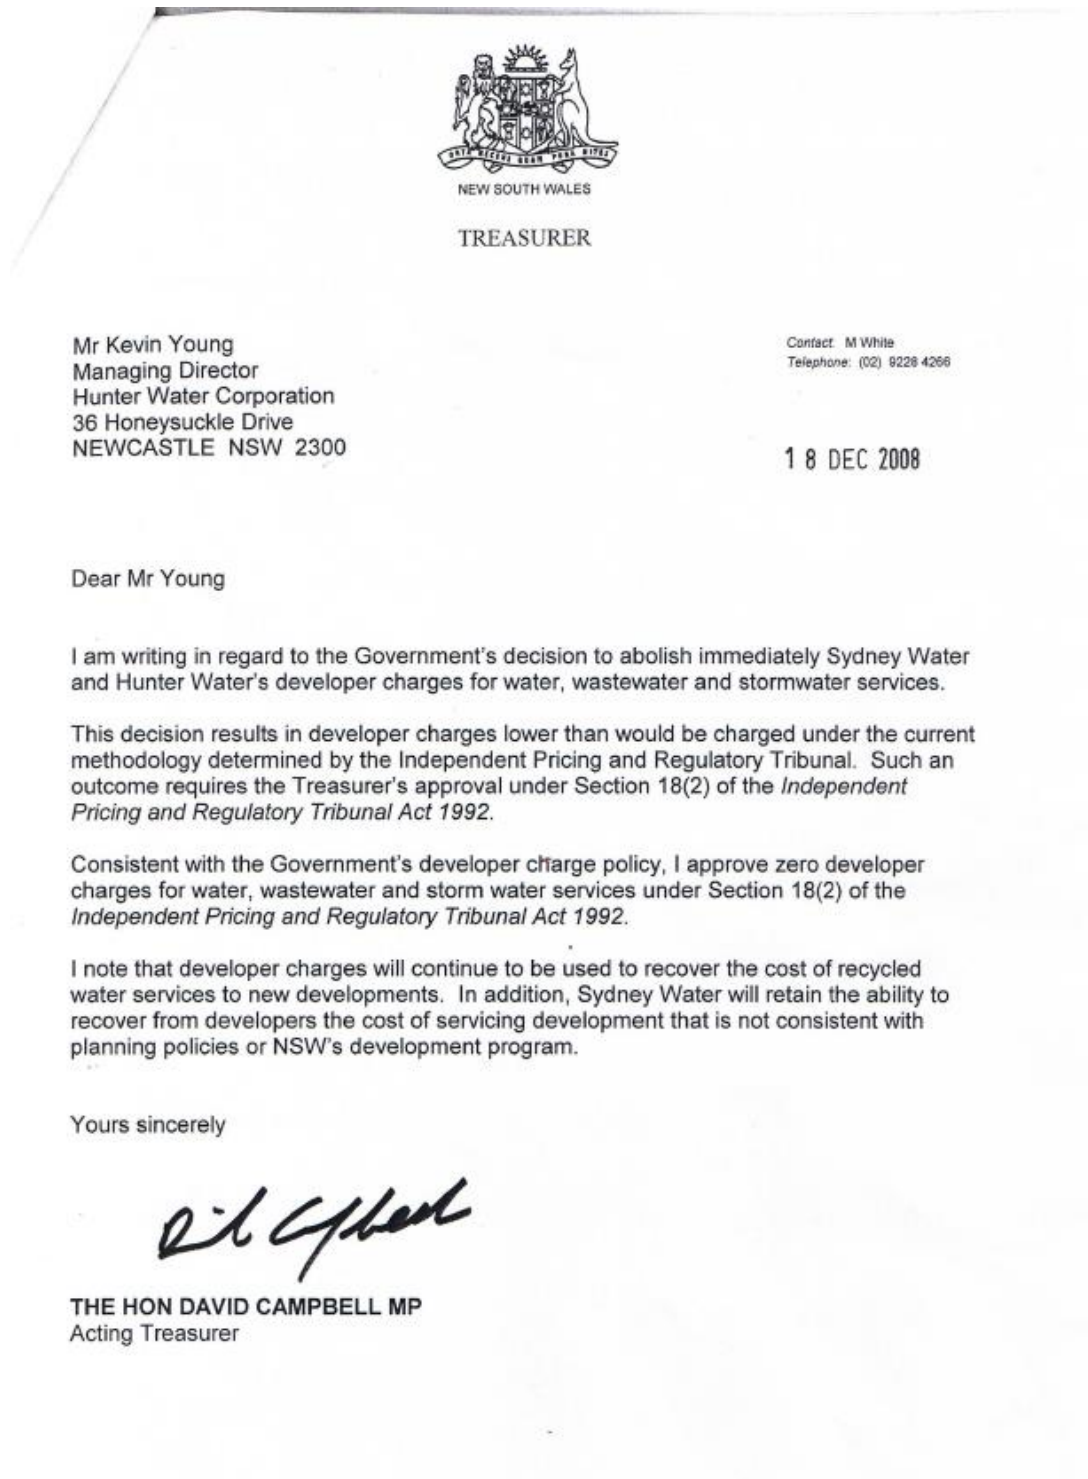 NEW SOUTH WALES
TREASURER
Mr Kevin Young
Managing Director
Hunter Water Corporation
36 Honeysuckle Drive
NEWCASTLE NSW 2300
Contact: M White
Telephone: (02) 9228 4266
18 DEC 2008
Dear Mr Young
I am writing in regard to the Government's decision to abolish immediately Sydney Water
and Hunter Water's developer charges for water, wastewater and stormwater services.
This decision results in developer charges lower than would be charged under the current
methodology determined by the Independent Pricing and Regulatory Tribunal. Such an
outcome requires the Treasurer's approval under Section 18(2) of the Independent
Pricing and Regulatory Tribunal Act 1992.
Consistent with the Government's developer charge policy, I approve zero developer
charges for water, wastewater and storm water services under Section 18(2) of the
Independent Pricing and Regulatory Tribunal Act 1992.
I note that developer charges will continue to be used to recover the cost of recycled
water services to new developments. In addition, Sydney Water will retain the ability to
recover from developers the cost of servicing development that is not consistent with
planning policies or NSW's development program.
Yours sincerely
THE HON DAVID CAMPBELL MP
Acting Treasurer